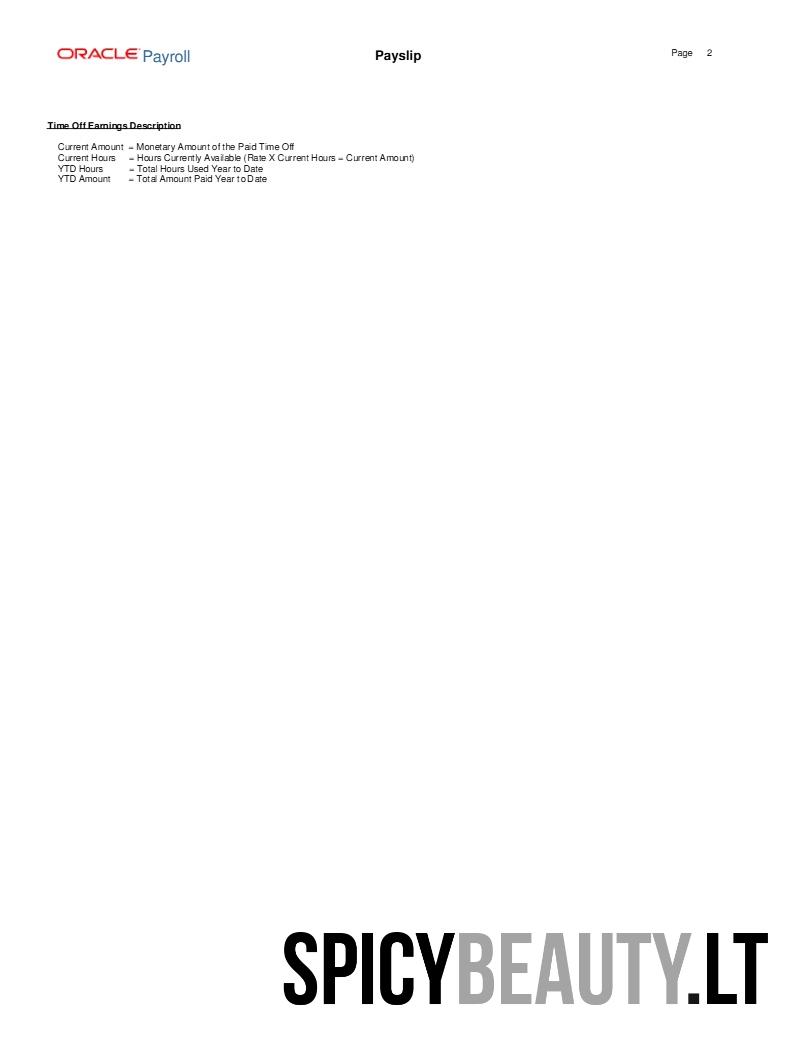 ORACLE Payroll
Payslip
Page 2
Time Off Earnings Description
Current Amount = Monetary Amount of the Paid Time Off
Current Hours = Hours Currently Available (Rate X Current Hours = Current Amount)
YTD Hours = Total Hours Used Year to Date
YTD Amount = Total Amount Paid Year to Date
SPICYBEAUTY.LT